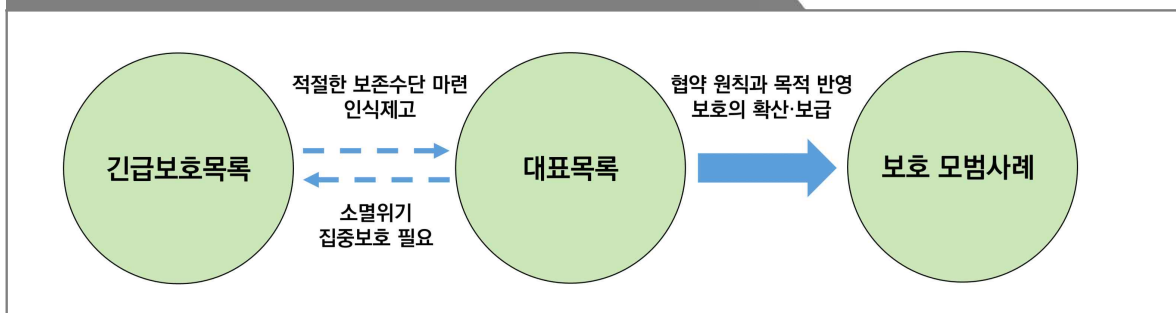 긴급보호목록
적절한 보존수단 마련
인식제고
소멸위기
집중보호 필요
대표목록
협약 원칙과 목적 반영
보호의 확산·보급
보호 모범사례